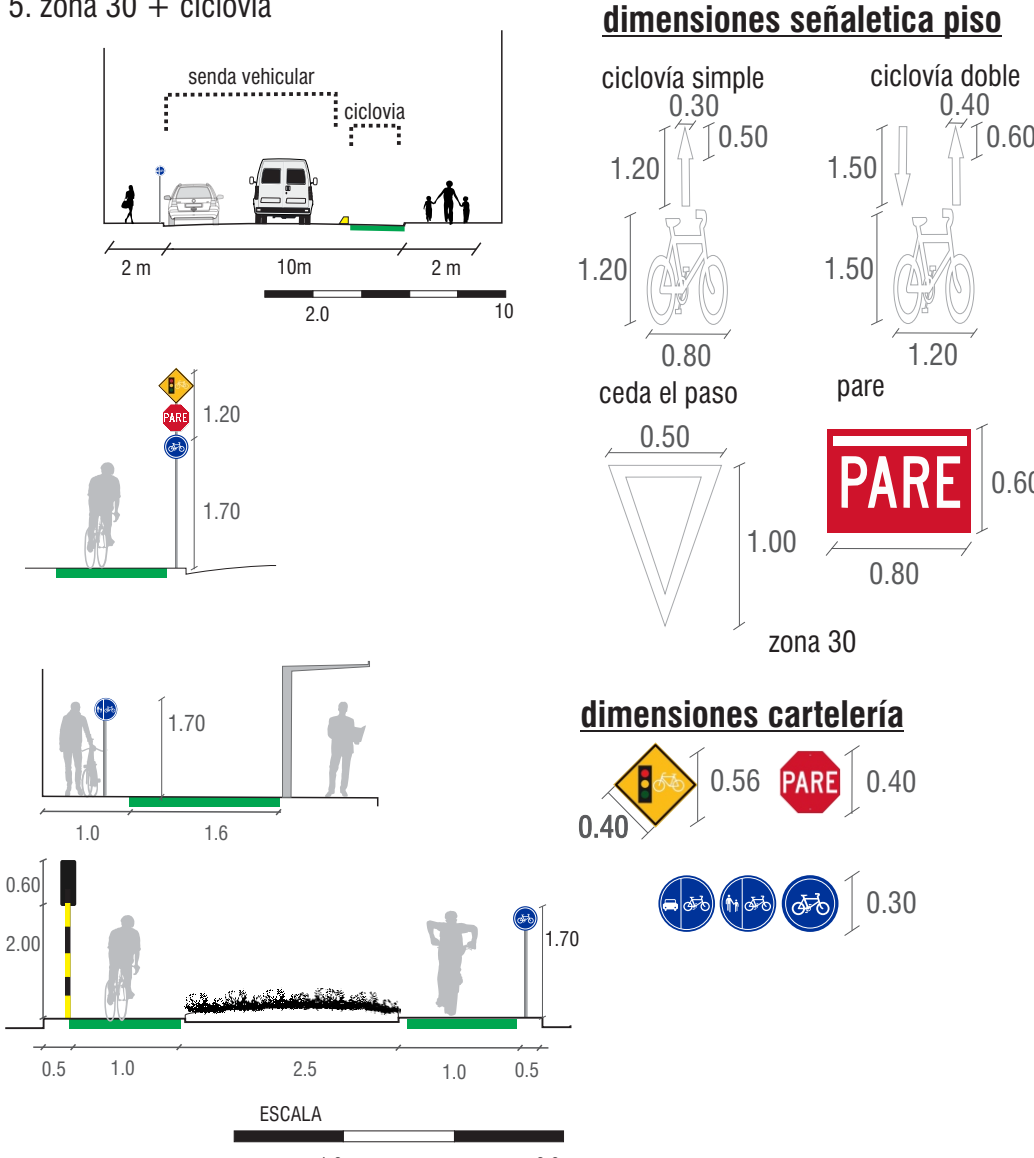 5. zona 30 + ciclovía
senda vehicular
ciclovia
2 m
10m
2 m
2.0
10
PARE
1.20
1.70
1.70
1.0
1.6
0.60
2.00
1.70
0.5
1.0
2.5
1.0
0.5
ESCALA
dimensiones señaletica piso
ciclovía simple
0.30
0.50
1.20
1.20
0.80
ciclovía doble
0.40
0.60
1.50
1.50
1.20
ceda el paso
0.50
1.00
pare
PARE
0.60
0.80
zona 30
dimensiones cartelería
0.56
0.40
PARE
0.40
0.30